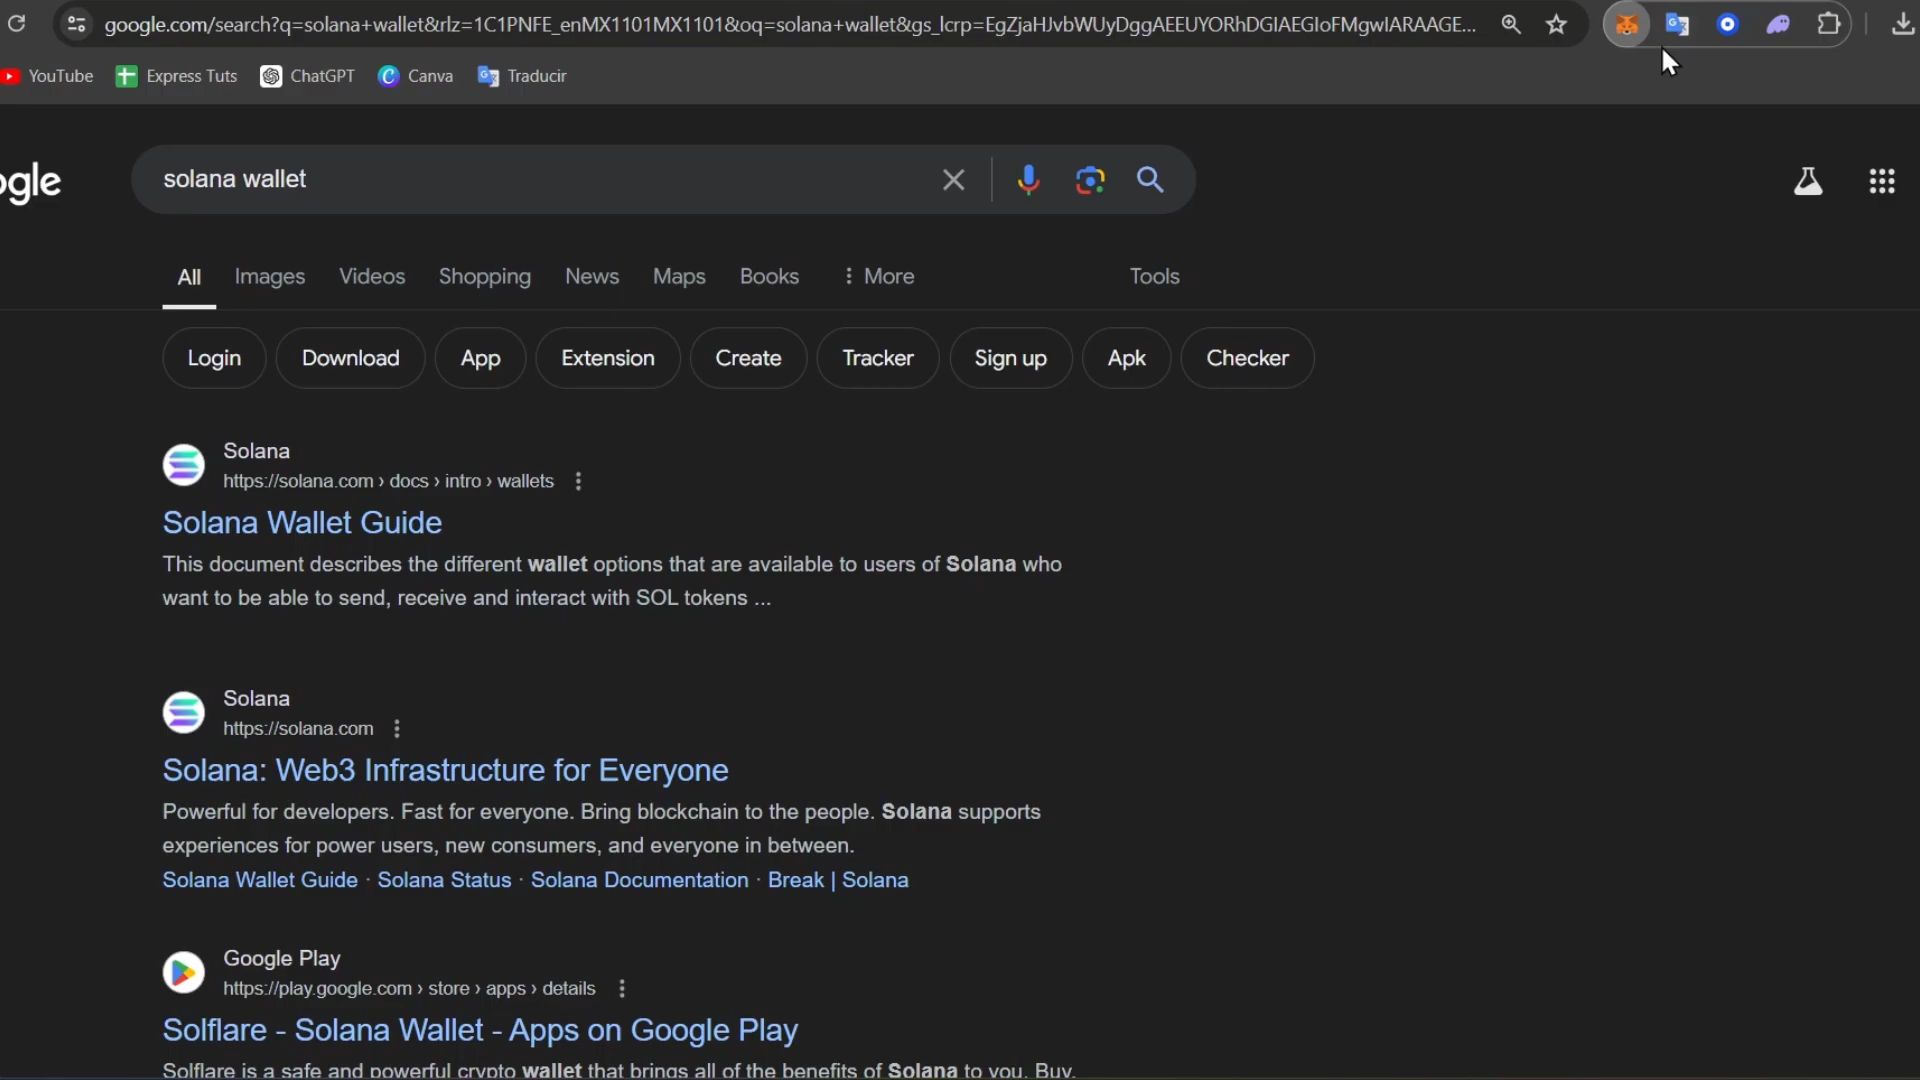 google.com/search?q=solana+wallet&rlz=1C1PNFE_enMX1101MX1101&oq=solana+wallet&gs_lcrp=EgZjaHJvbWUyDggAEEUYORhDGIAEGIoFMgwIARAAGE...
YouTube Express Tuts ChatGPT Canva Traducir
ogle solana wallet
All Images Videos Shopping News Maps Books More Tools
Login Download App Extension Create Tracker Sign up Apk Checker
Solana
https://solana.com › docs › intro › wallets
Solana Wallet Guide
This document describes the different wallet options that are available to users of Solana who
want to be able to send, receive and interact with SOL tokens ...
Solana
https://solana.com
Solana: Web3 Infrastructure for Everyone
Powerful for developers. Fast for everyone. Bring blockchain to the people. Solana supports
experiences for power users, new consumers, and everyone in between.
Solana Wallet Guide · Solana Status · Solana Documentation · Break | Solana
Google Play
https://play.google.com › store › apps › details
Solflare - Solana Wallet - Apps on Google Play
Solflare is a safe and powerful crypto wallet that brings all of the benefits of Solana to you. Buy,